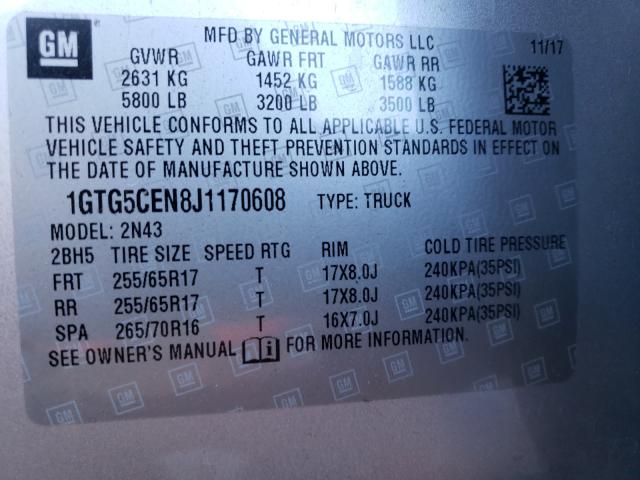 GM
MFD BY GENERAL MOTORS LLC
11/17
GVWR GAWR FRT GAWR RR
2631 KG 1452 KG 1588 KG
5800 LB 3200 LB 3500 LB
THIS VEHICLE CONFORMS TO ALL APPLICABLE U.S. FEDERAL MOTOR
VEHICLE SAFETY AND THEFT PREVENTION STANDARDS IN EFFECT ON
THE DATE OF MANUFACTURE SHOWN ABOVE.
1GTG5CEN8J1170608 TYPE: TRUCK
MODEL: 2N43
2BH5 TIRE SIZE SPEED RTG RIM COLD TIRE PRESSURE
FRT 255/65R17 T 17X8.0J 240KPA(35PSI)
RR 255/65R17 T 17X8.0J 240KPA(35PSI)
SPA 265/70R16 T 16X7.0J 240KPA(35PSI)
SEE OWNER'S MANUAL i FOR MORE INFORMATION.